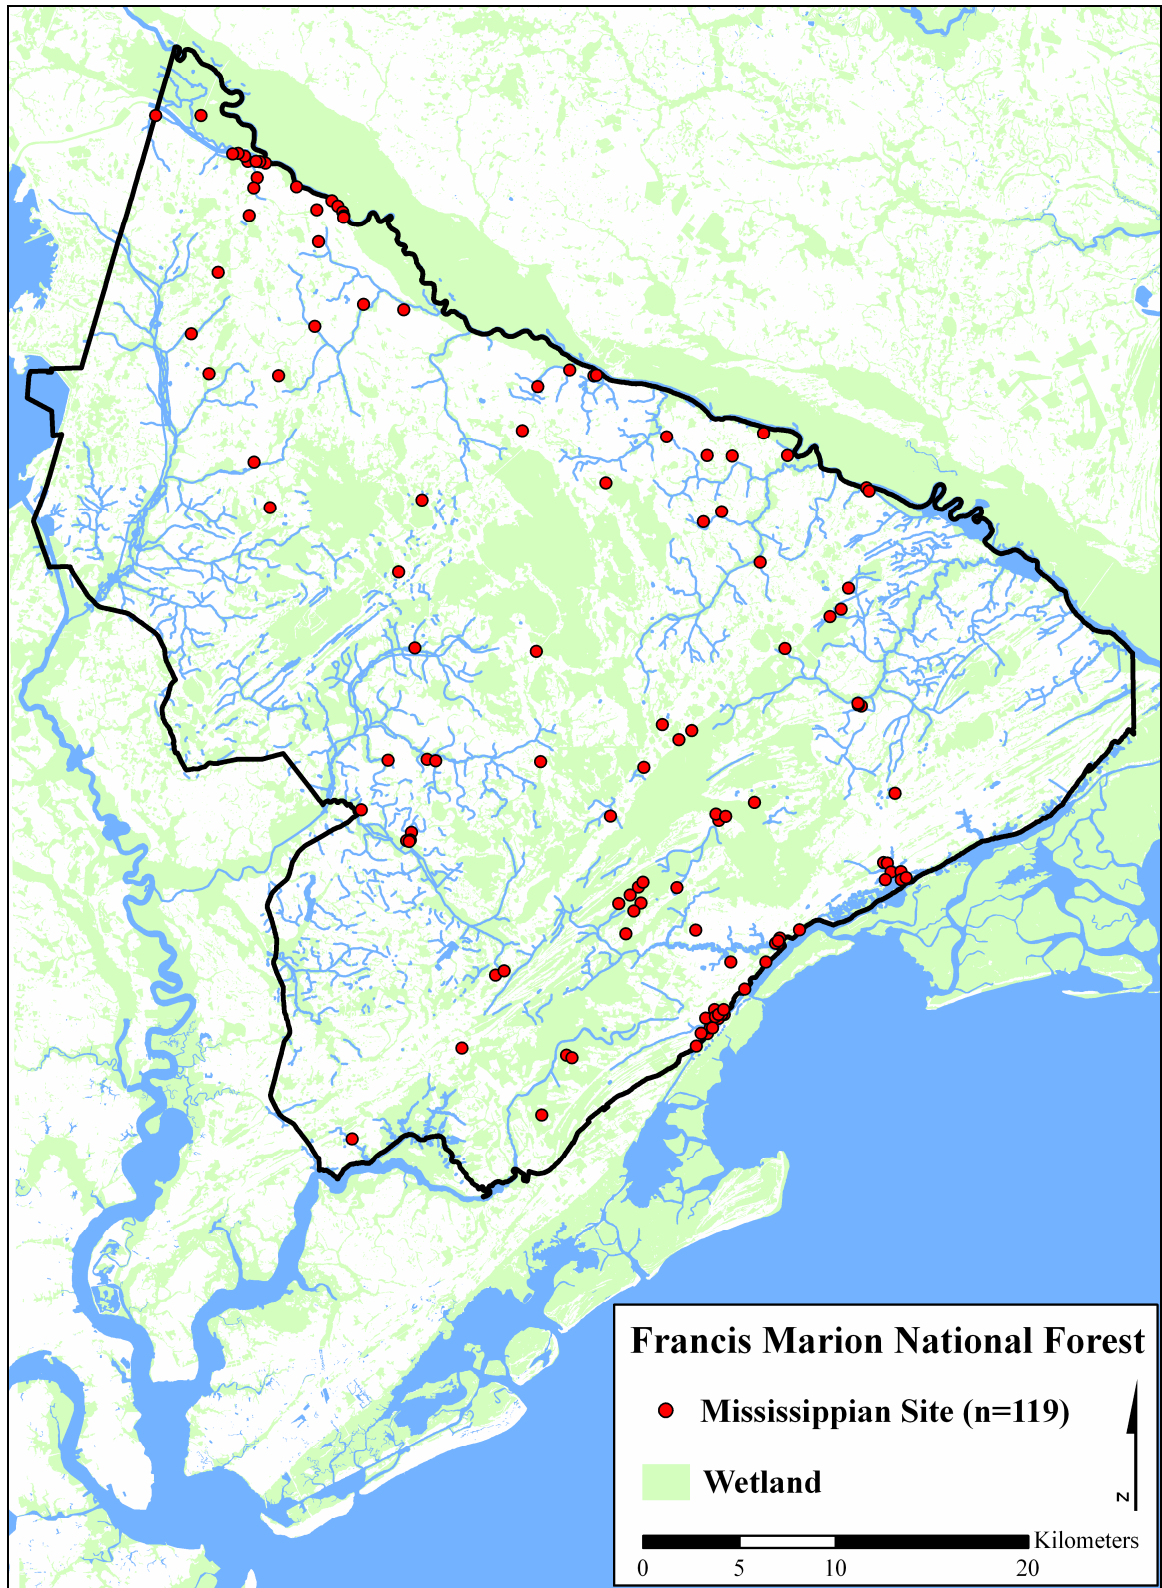 Francis Marion National Forest
Mississippian Site (n=119)
Wetland
N
Kilometers
0 5 10 20